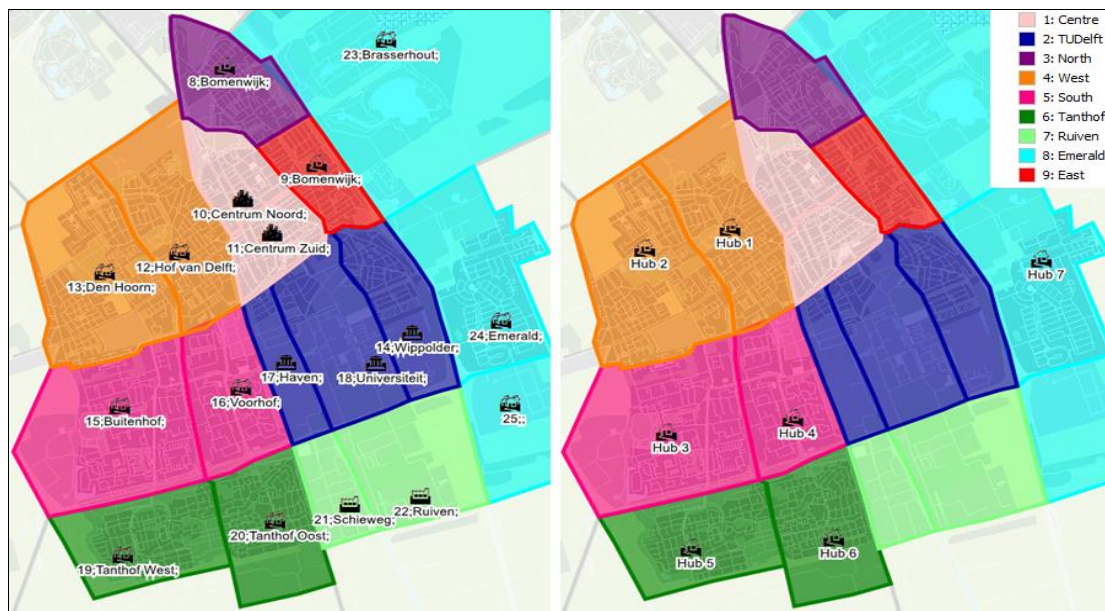 23;Brasserhout;
8;Bomenwijk;
9;Bomenwijk;
10;Centrum Noord;
11;Centrum Zuid;
12;Hof van Delft;
13;Den Hoorn;
24;Emerald;
14;Wippolder;
17;Haven;
18;Universiteit;
16;Voorhof;
15;Buitenhof;
25;;
22;Ruiven;
21;Schieweg;
20;Tanthof Oost;
19;Tanthof West;
Hub 1
Hub 2
Hub 7
Hub 4
Hub 3
Hub 6
Hub 5
1: Centre
2: TUDelft
3: North
4: West
5: South
6: Tanthof
7: Ruiven
8: Emerald
9: East